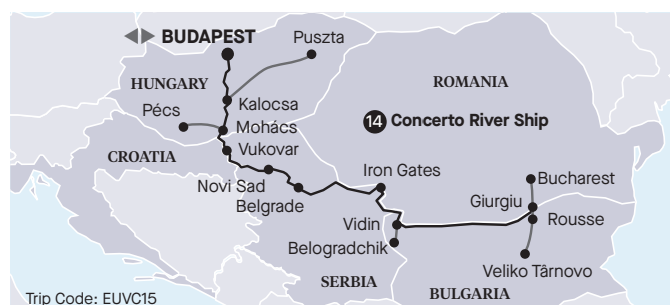 BUDAPEST
Puszta
HUNGARY
ROMANIA
Kalocsa
Pécs
14 Concerto River Ship
Mohács
Vukovar
CROATIA
Iron Gates
Novi Sad
Bucharest
Belgrade
Giurgiu
Vidin
Rousse
Belogradchik
Veliko Târnovo
SERBIA
BULGARIA
Trip Code: EUVC15